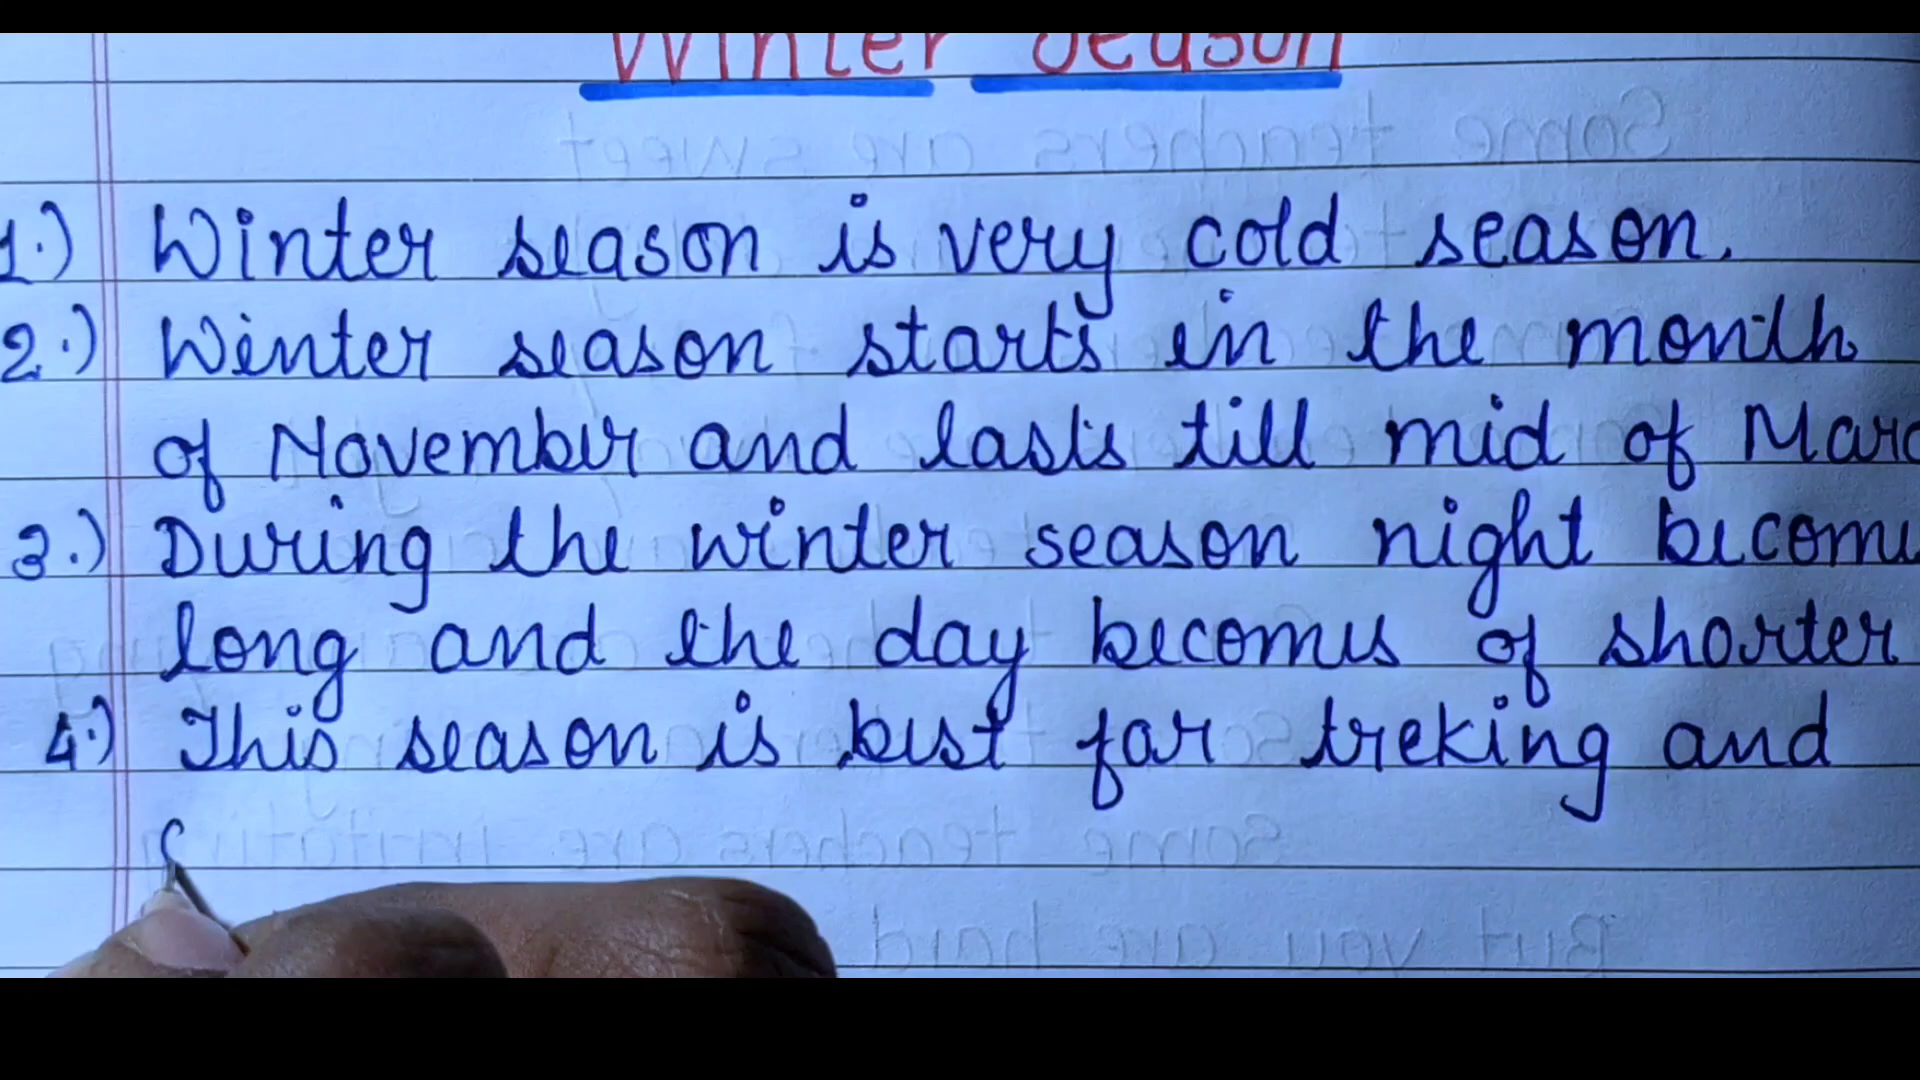 Winter Season
1.) Winter season is very cold season.
2.) Winter season starts in the month
of November and lasts till mid of Marc
3.) During the winter season night becom
long and the day becomes of shorter
4.) This season is best for treking and